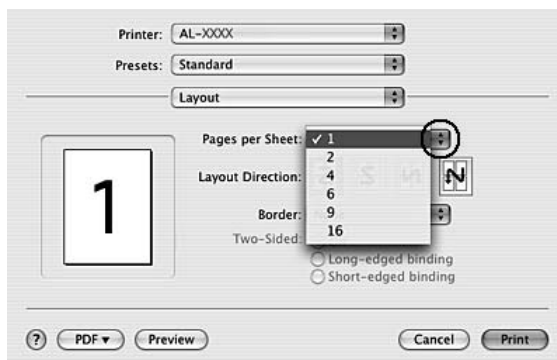 Printer: AL-XXXX
Presets: Standard
Layout
Pages per Sheet: ✓ 1
2
Layout Direction: 4
6
Border: 9
16
Two-Sided:
Long-edged binding
Short-edged binding
1
? PDF▼ Preview Cancel Print